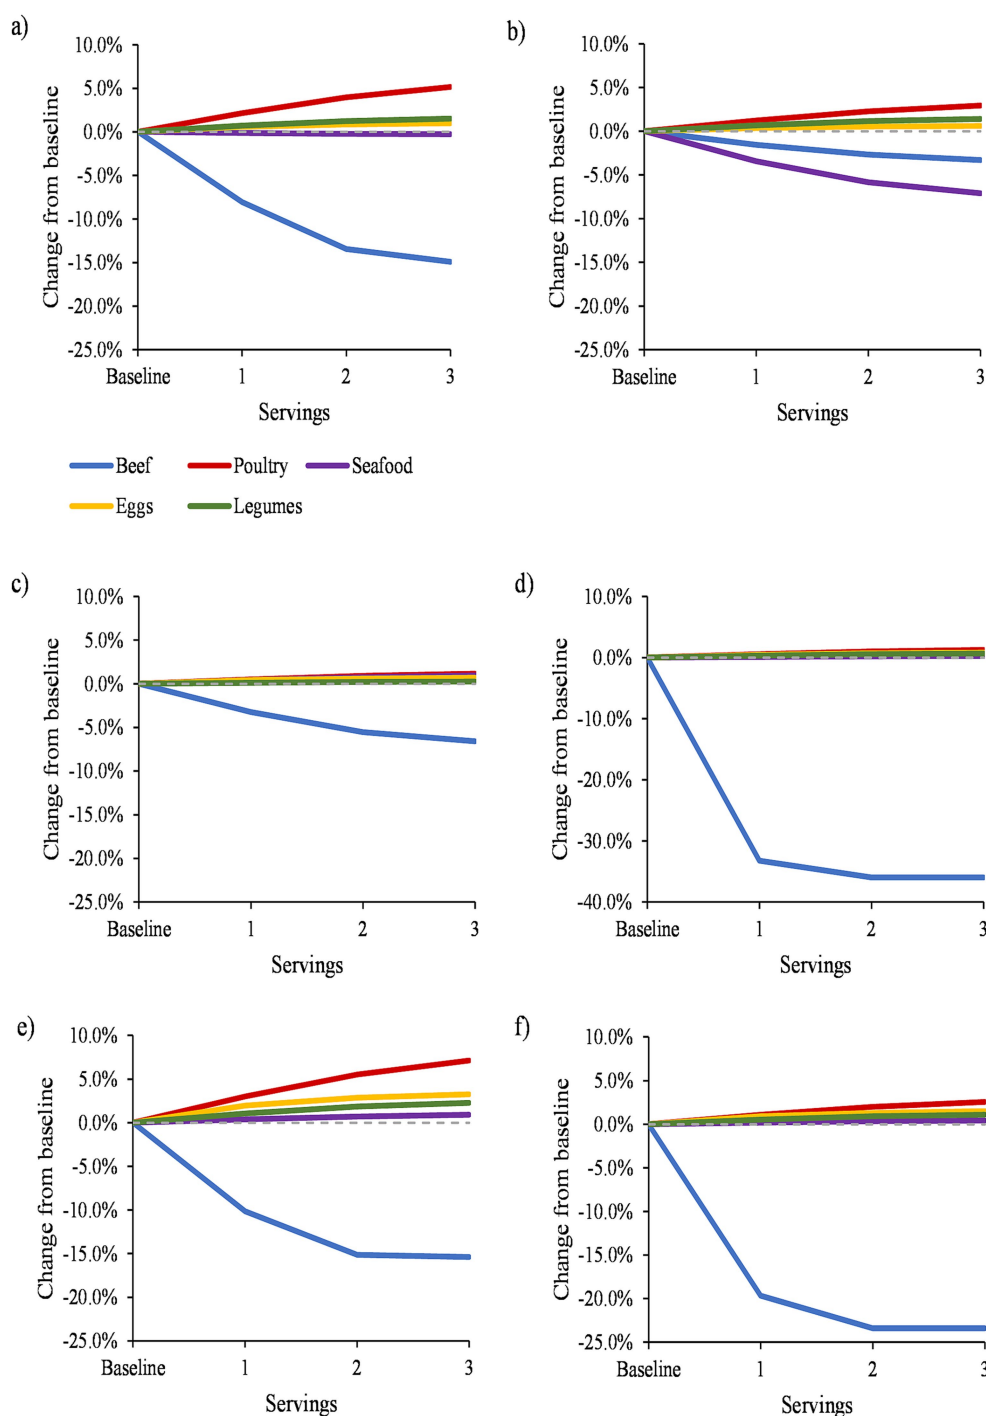 a)
10.0%
5.0%
0.0%
-5.0%
-10.0%
-15.0%
-20.0%
-25.0%
Change from baseline
Baseline 1 2 3
Servings
b)
10.0%
5.0%
0.0%
-5.0%
-10.0%
-15.0%
-20.0%
-25.0%
Change from baseline
Baseline 1 2 3
Servings
Beef Poultry Seafood
Eggs Legumes
c)
10.0%
5.0%
0.0%
-5.0%
-10.0%
-15.0%
-20.0%
-25.0%
Change from baseline
Baseline 1 2 3
Servings
d)
10.0%
0.0%
-10.0%
-20.0%
-30.0%
-40.0%
Change from baseline
Baseline 1 2 3
Servings
e)
10.0%
5.0%
0.0%
-5.0%
-10.0%
-15.0%
-20.0%
-25.0%
Change from baseline
Baseline 1 2 3
Servings
f)
10.0%
5.0%
0.0%
-5.0%
-10.0%
-15.0%
-20.0%
-25.0%
Change from baseline
Baseline 1 2 3
Servings